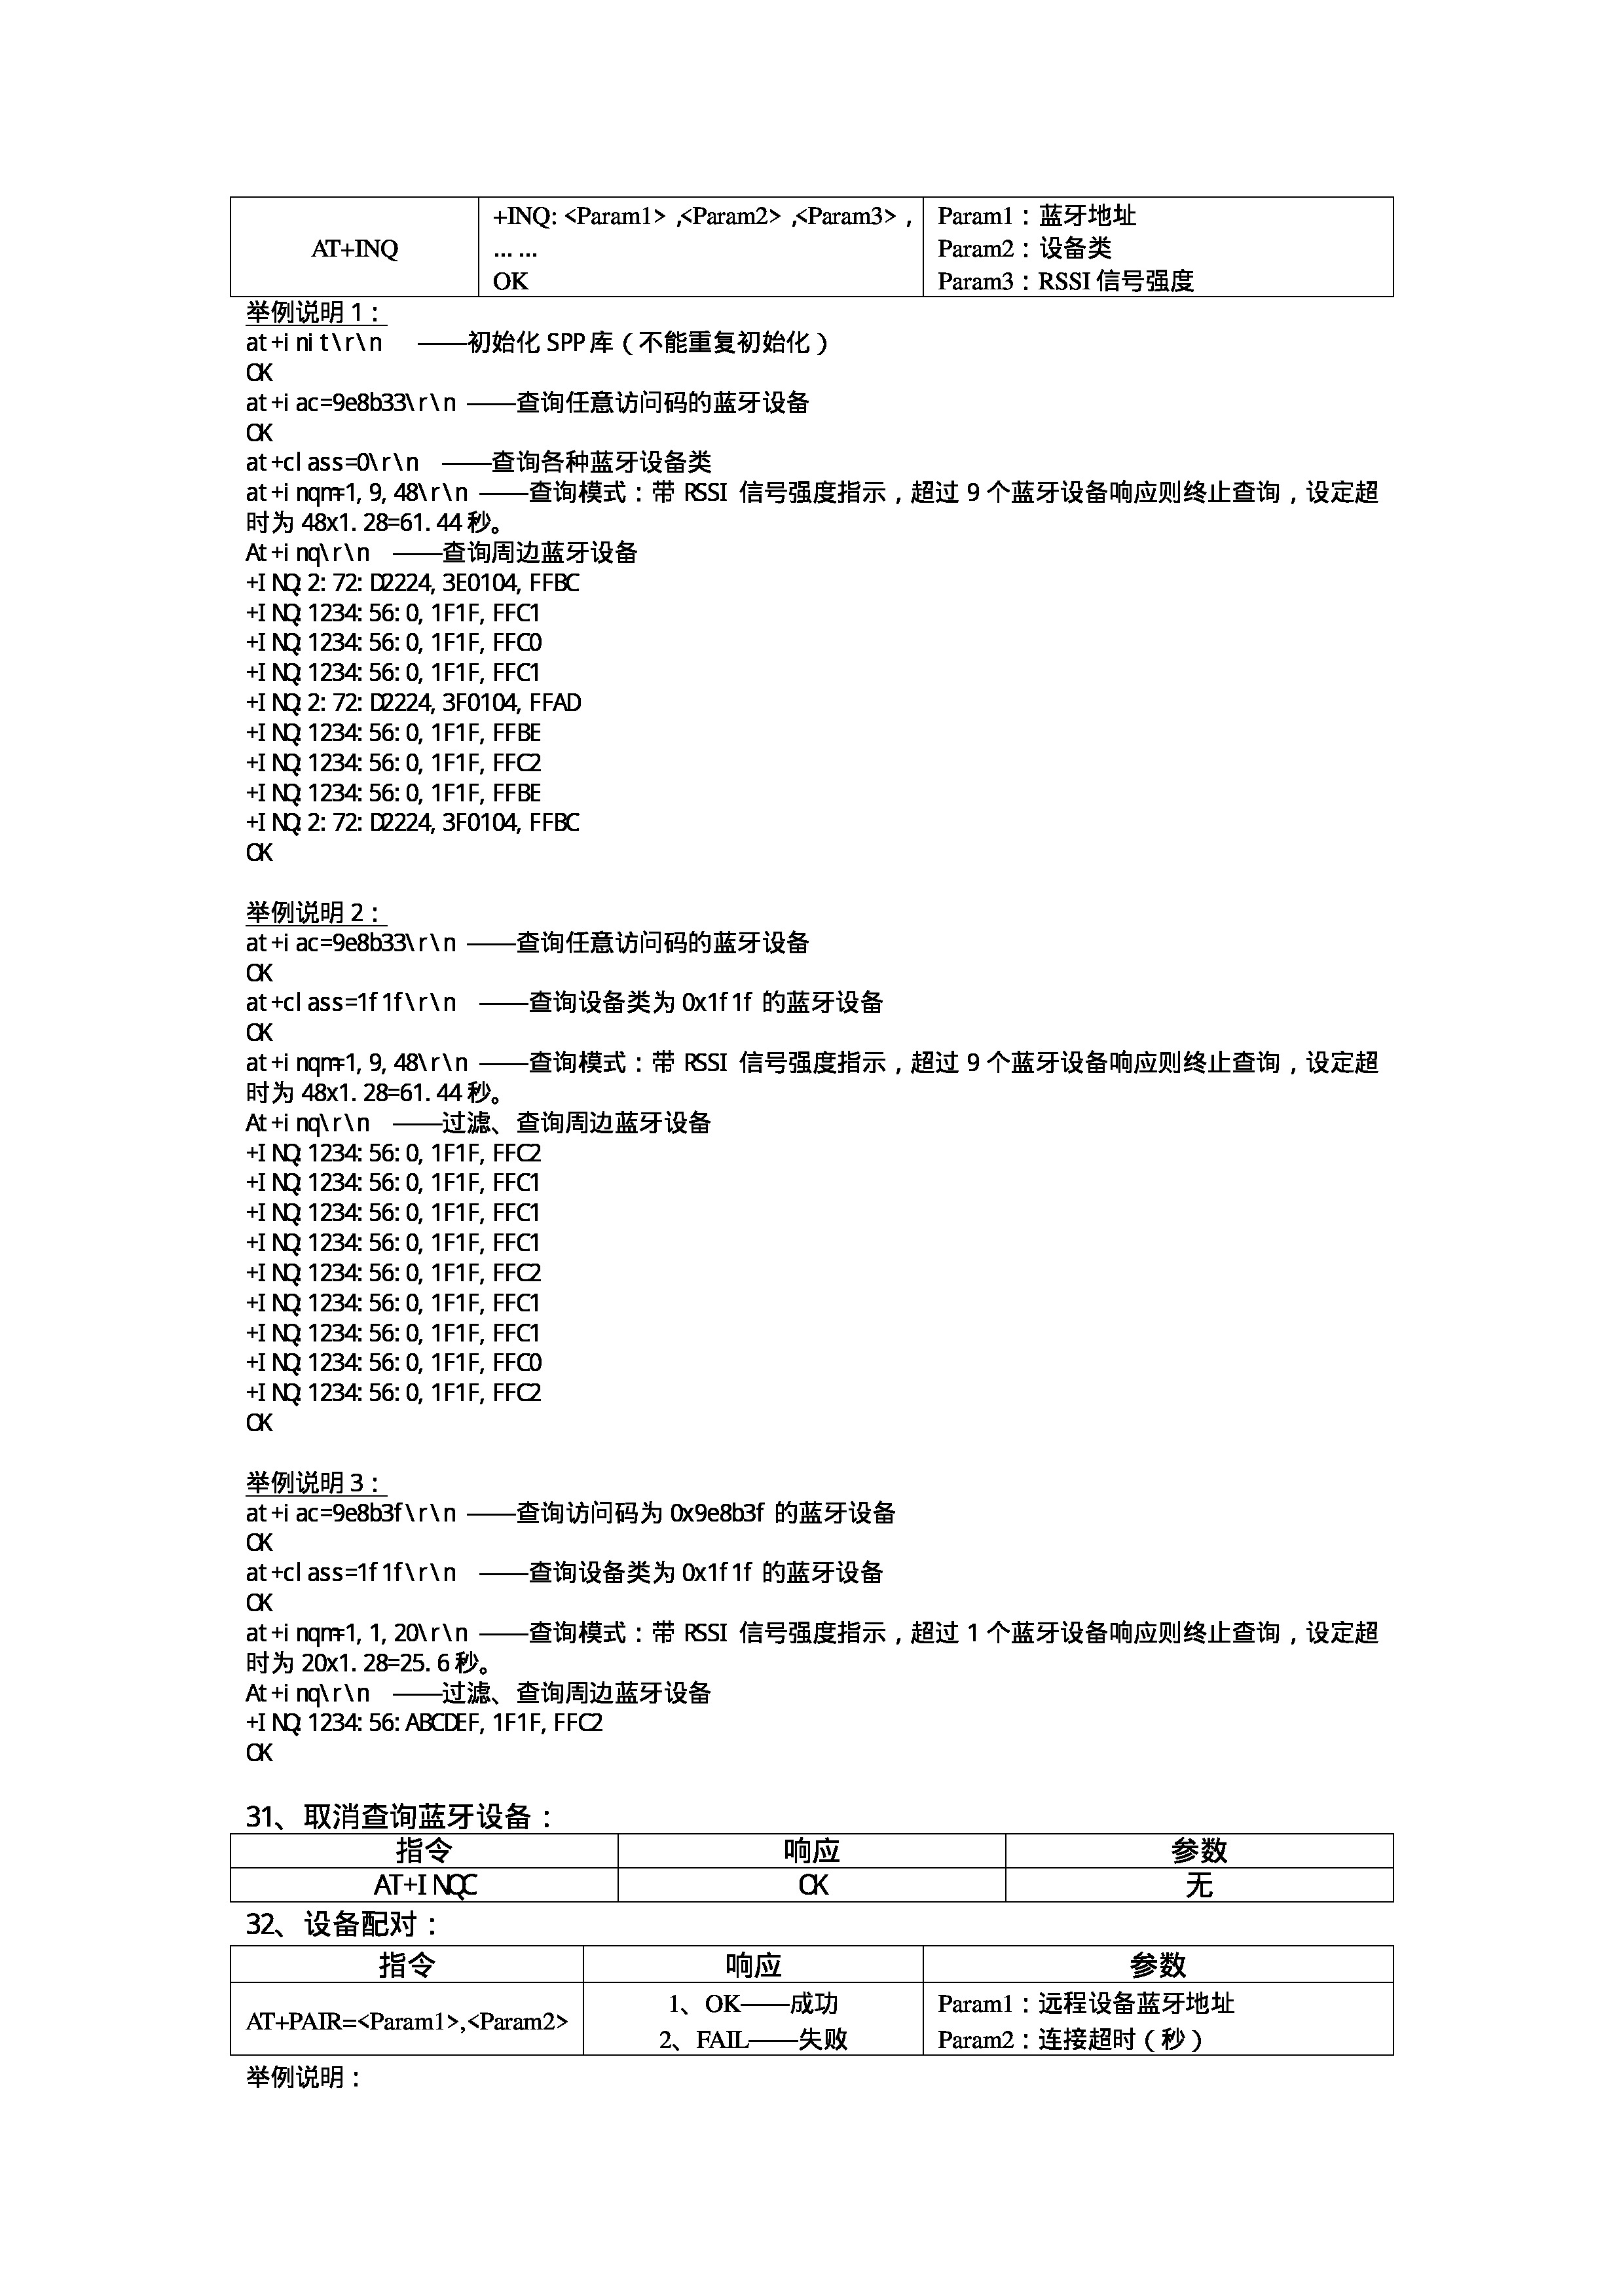 AT+INQ
+INQ: <Param1>,<Param2>,<Param3>,
... ...
OK
Param1：蓝牙地址
Param2：设备类
Param3：RSSI 信号强度
举例说明 1：
at+init\r\n ——初始化 SPP 库（不能重复初始化）
OK
at+iac=9e8b33\r\n ——查询任意访问码的蓝牙设备
OK
at+class=0\r\n ——查询各种蓝牙设备类
at+inqm=1,9,48\r\n ——查询模式：带 RSSI 信号强度指示，超过 9 个蓝牙设备响应则终止查询，设定超
时为 48x1.28=61.44 秒。
At+inq\r\n ——查询周边蓝牙设备
+INQ:2:72:D2224,3E0104,FFBC
+INQ:1234:56:0,1F1F,FFC1
+INQ:1234:56:0,1F1F,FFC0
+INQ:1234:56:0,1F1F,FFC1
+INQ:2:72:D2224,3F0104,FFAD
+INQ:1234:56:0,1F1F,FFBE
+INQ:1234:56:0,1F1F,FFC2
+INQ:1234:56:0,1F1F,FFBE
+INQ:2:72:D2224,3F0104,FFBC
OK
举例说明 2：
at+iac=9e8b33\r\n ——查询任意访问码的蓝牙设备
OK
at+class=1f1f\r\n ——查询设备类为 0x1f1f 的蓝牙设备
OK
at+inqm=1,9,48\r\n ——查询模式：带 RSSI 信号强度指示，超过 9 个蓝牙设备响应则终止查询，设定超
时为 48x1.28=61.44 秒。
At+inq\r\n ——过滤、查询周边蓝牙设备
+INQ:1234:56:0,1F1F,FFC2
+INQ:1234:56:0,1F1F,FFC1
+INQ:1234:56:0,1F1F,FFC1
+INQ:1234:56:0,1F1F,FFC1
+INQ:1234:56:0,1F1F,FFC2
+INQ:1234:56:0,1F1F,FFC1
+INQ:1234:56:0,1F1F,FFC1
+INQ:1234:56:0,1F1F,FFC0
+INQ:1234:56:0,1F1F,FFC2
OK
举例说明 3：
at+iac=9e8b3f\r\n ——查询访问码为 0x9e8b3f 的蓝牙设备
OK
at+class=1f1f\r\n ——查询设备类为 0x1f1f 的蓝牙设备
OK
at+inqm=1,1,20\r\n ——查询模式：带 RSSI 信号强度指示，超过 1 个蓝牙设备响应则终止查询，设定超
时为 20x1.28=25.6 秒。
At+inq\r\n ——过滤、查询周边蓝牙设备
+INQ:1234:56:ABCDEF,1F1F,FFC2
OK
31、取消查询蓝牙设备：
指令 响应 参数
AT+INQC OK 无
32、设备配对：
指令 响应 参数
AT+PAIR=<Param1>,<Param2>
1、OK——成功
2、FAIL——失败
Param1：远程设备蓝牙地址
Param2：连接超时（秒）
举例说明：